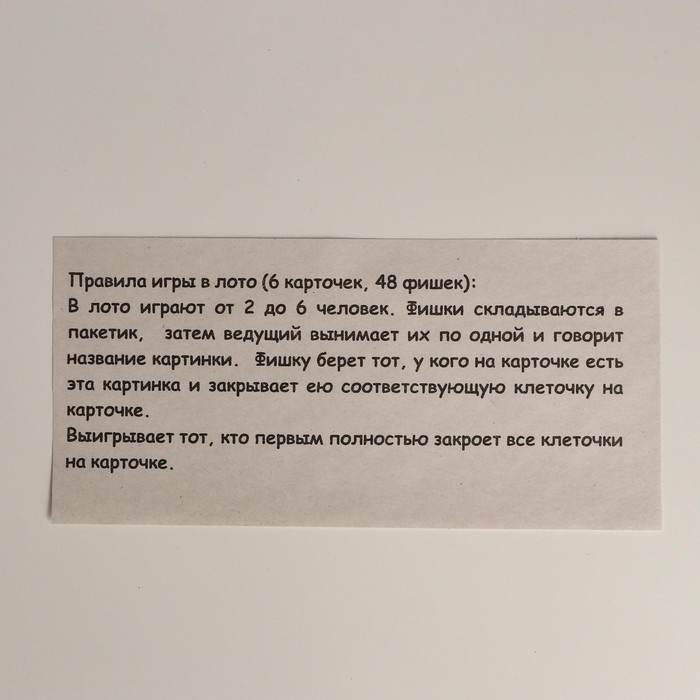 Правила игры в лото (6 карточек, 48 фишек):
В лото играют от 2 до 6 человек. Фишки складываются в
пакетик, затем ведущий вынимает их по одной и говорит
название картинки. Фишку берет тот, у кого на карточке есть
эта картинка и закрывает ею соответствующую клеточку на
карточке.
Выигрывает тот, кто первым полностью закроет все клеточки
на карточке.